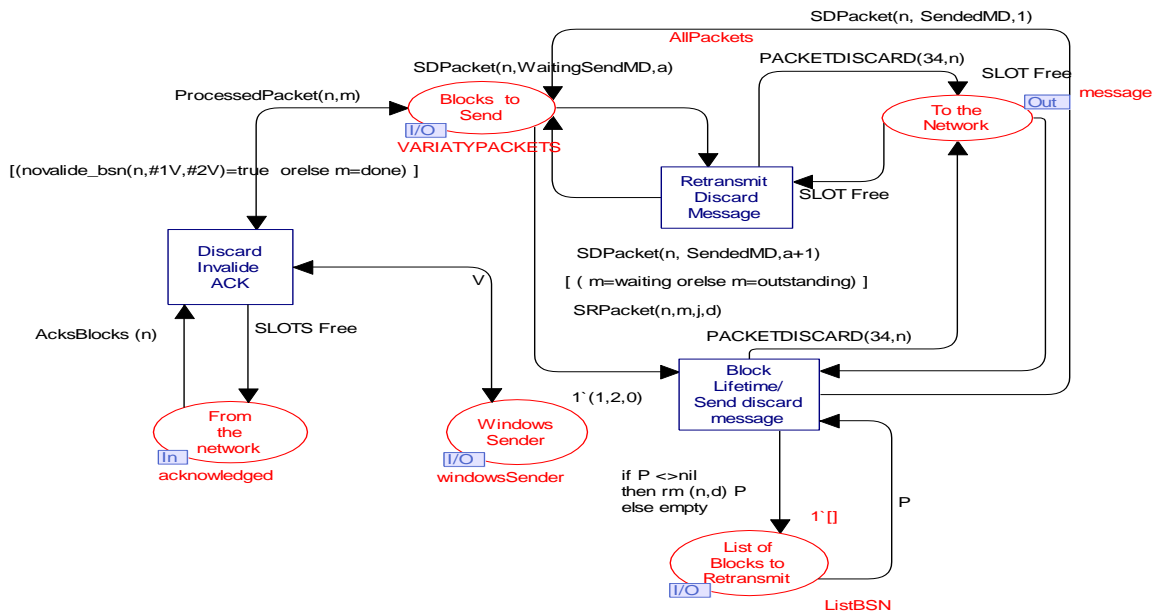 SDPacket(n, SendedMD,1)
AllPackets
PACKETDISCARD(34,n)
SDPacket(n,WaitingSendMD,a)
SLOT Free
ProcessedPacket(n,m)
Blocks to
Send
I/O
VARIATYPACKETS
To the
Network
Out
message
[(novalide_bsn(n,#1V,#2V)=true orelse m=done) ]
Retransmit
Discard
Message
SLOT Free
Discard
Invalide
ACK
SDPacket(n, SendedMD,a+1)
[ ( m=waiting orelse m=outstanding) ]
V
SRPacket(n,m,j,d)
AcksBlocks (n)
SLOTS Free
PACKETDISCARD(34,n)
Block
Lifetime/
Send discard
message
1`(1,2,0)
From
the
network
In
acknowledged
Windows
Sender
I/O
windowsSender
if P <>nil
then rm (n,d) P
else empty
P
1`[]
List of
Blocks to
Retransmit
I/O
ListBSN